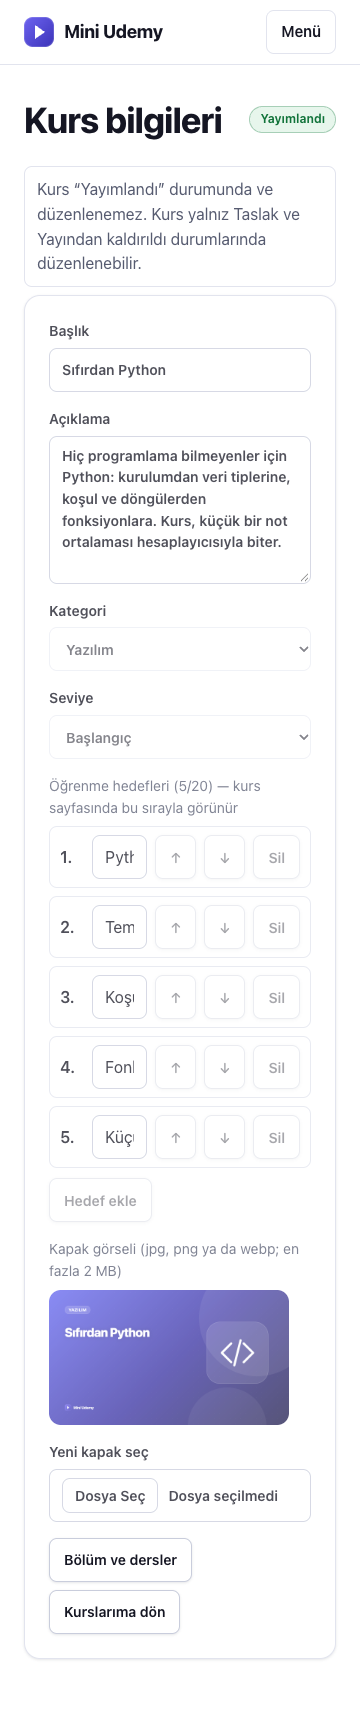 Mini Udemy
Menü
Kurs bilgileri
Yayımlandı
Kurs “Yayımlandı” durumunda ve
düzenlenemez. Kurs yalnız Taslak ve
Yayından kaldırıldı durumlarında
düzenlenebilir.
Başlık
Sıfırdan Python
Açıklama
Hiç programlama bilmeyenler için
Python: kurulumdan veri tiplerine,
koşul ve döngülerden
fonksiyonlara. Kurs, küçük bir not
ortalaması hesaplayıcısıyla biter.
Kategori
Yazılım
Seviye
Başlangıç
Öğrenme hedefleri (5/20) — kurs
sayfasında bu sırayla görünür
1. Pyth ↑ ↓ Sil
2. Tem ↑ ↓ Sil
3. Koşu ↑ ↓ Sil
4. Fonk ↑ ↓ Sil
5. Küçü ↑ ↓ Sil
Hedef ekle
Kapak görseli (jpg, png ya da webp; en
fazla 2 MB)
YAZILIM
Sıfırdan Python
</>
Mini Udemy
Yeni kapak seç
Dosya Seç Dosya seçilmedi
Bölüm ve dersler
Kurslarıma dön